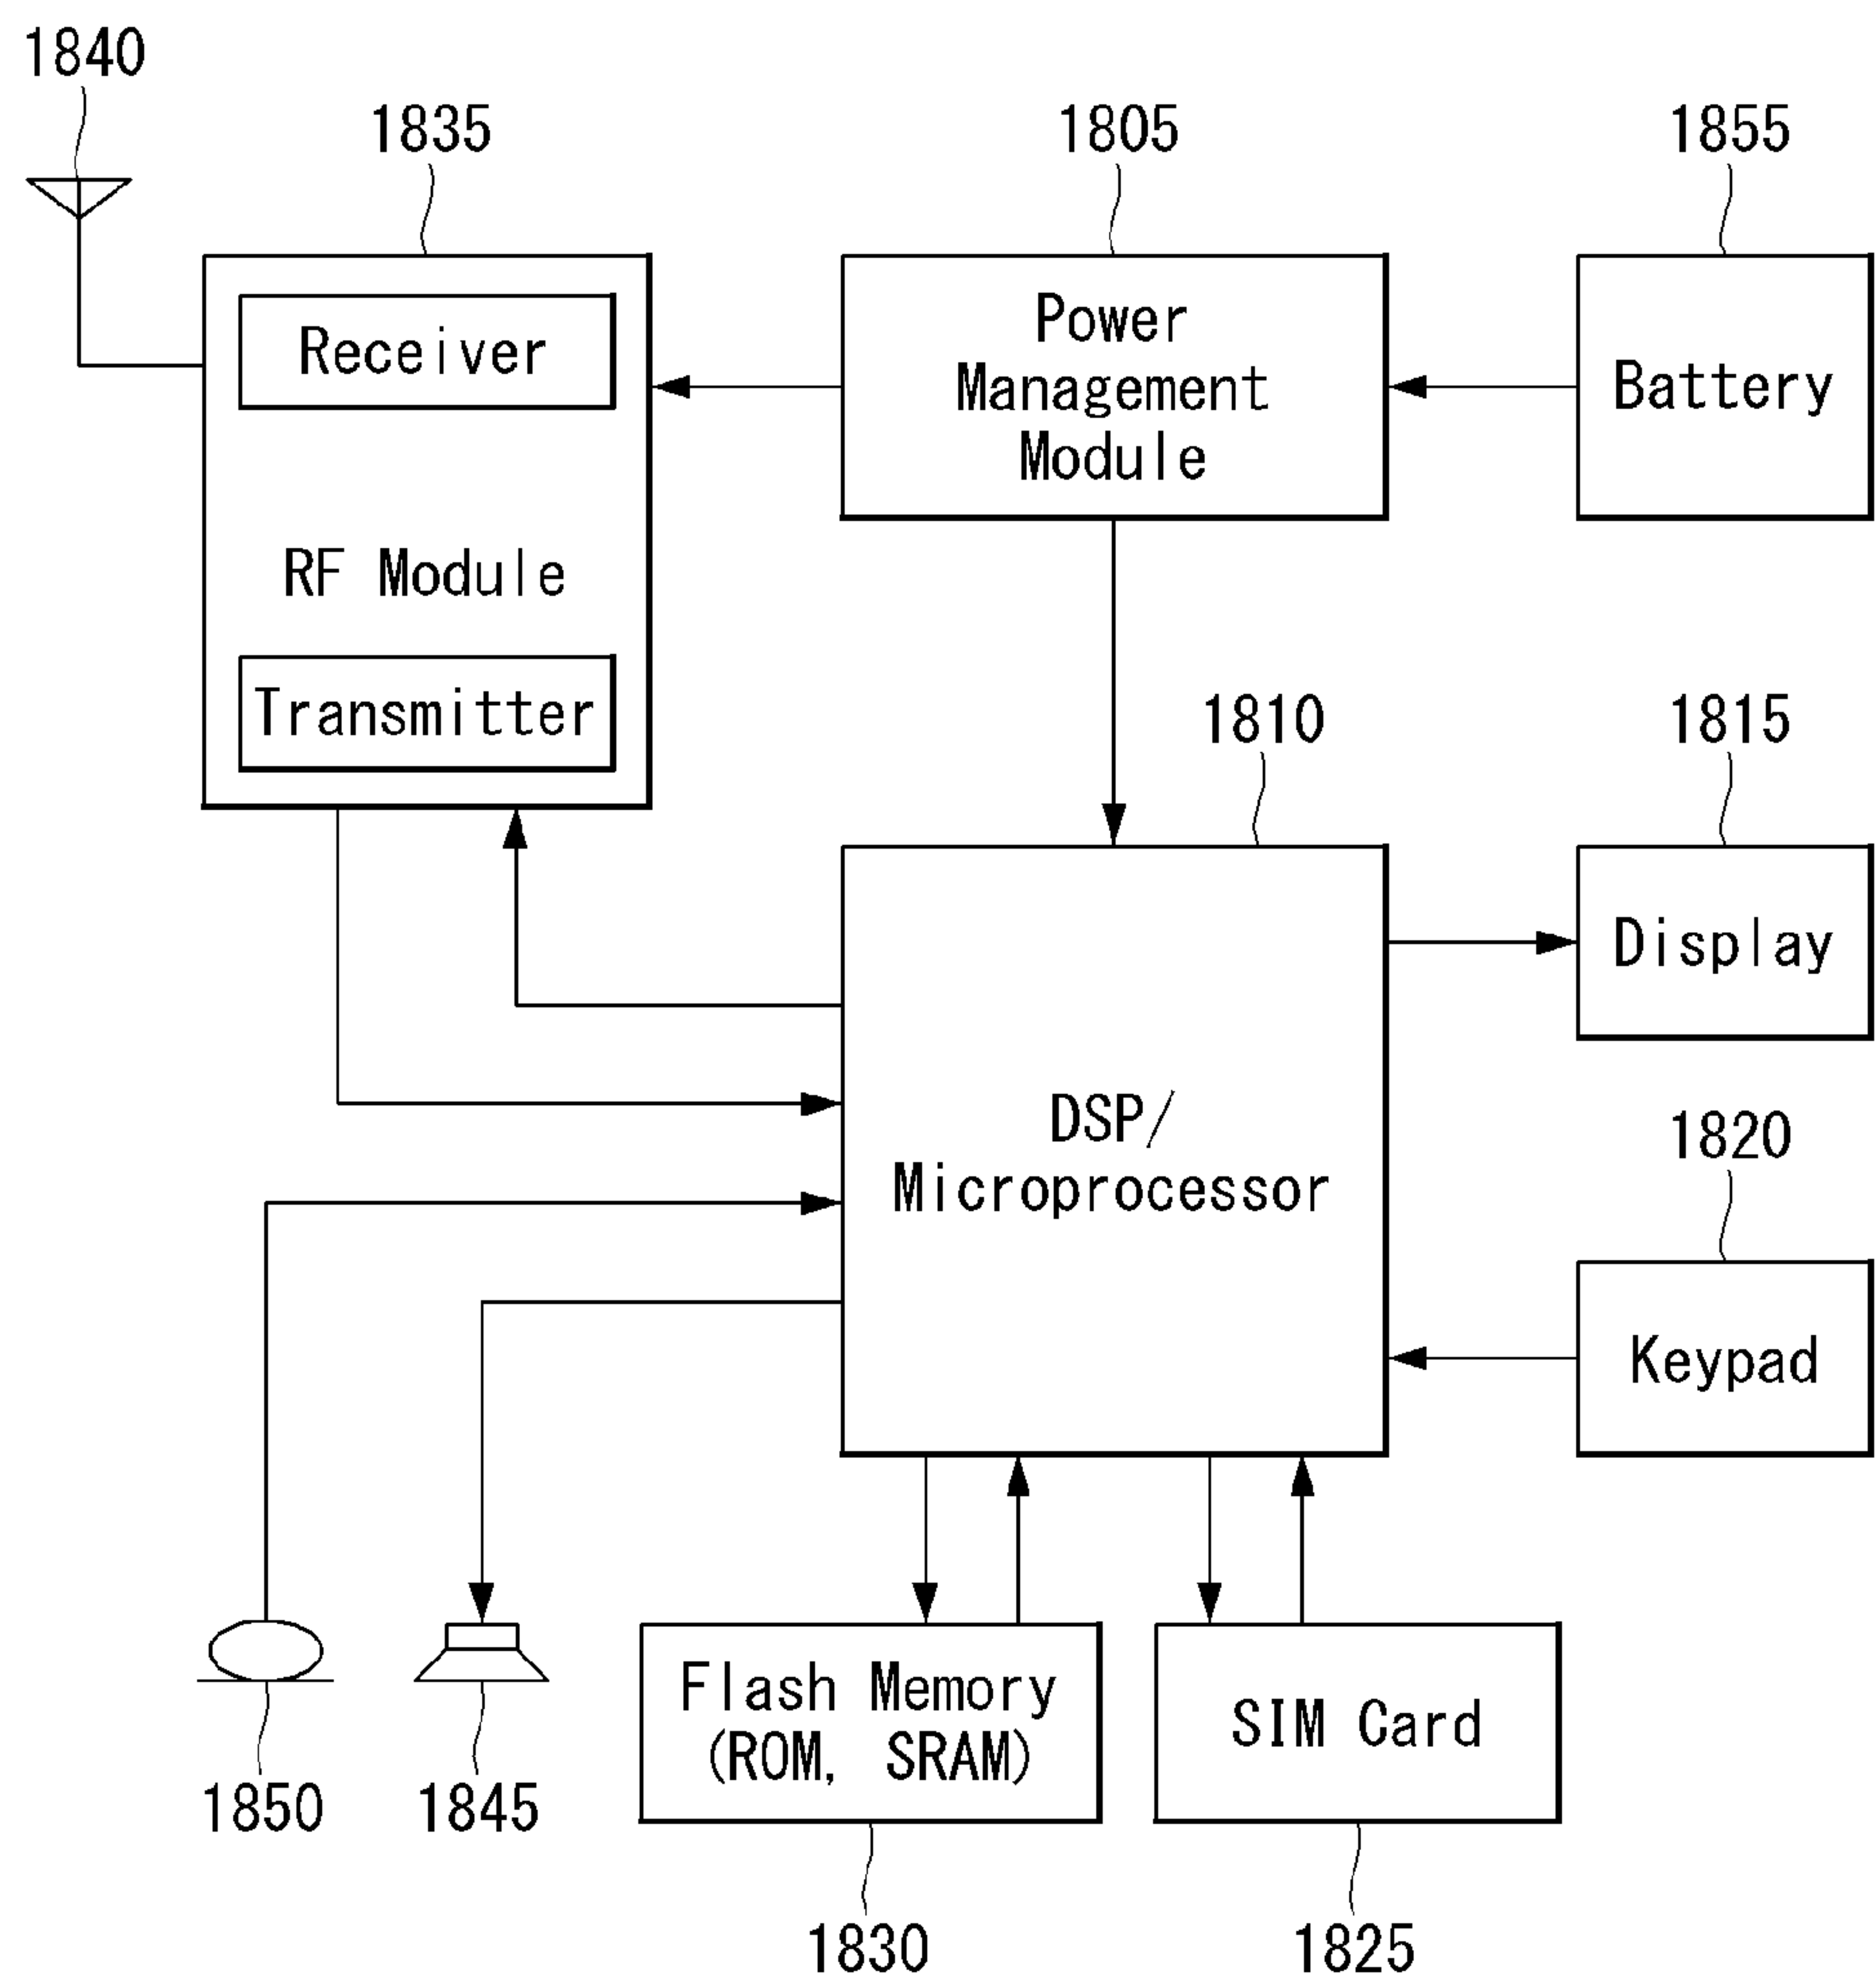 1840
1835
1805
1855
Receiver
RF Module
Transmitter
Power
Management
Module
Battery
1810
1815
DSP/
Microprocessor
Display
1820
Keypad
1850
1845
Flash Memory
(ROM, SRAM)
SIM Card
1830
1825